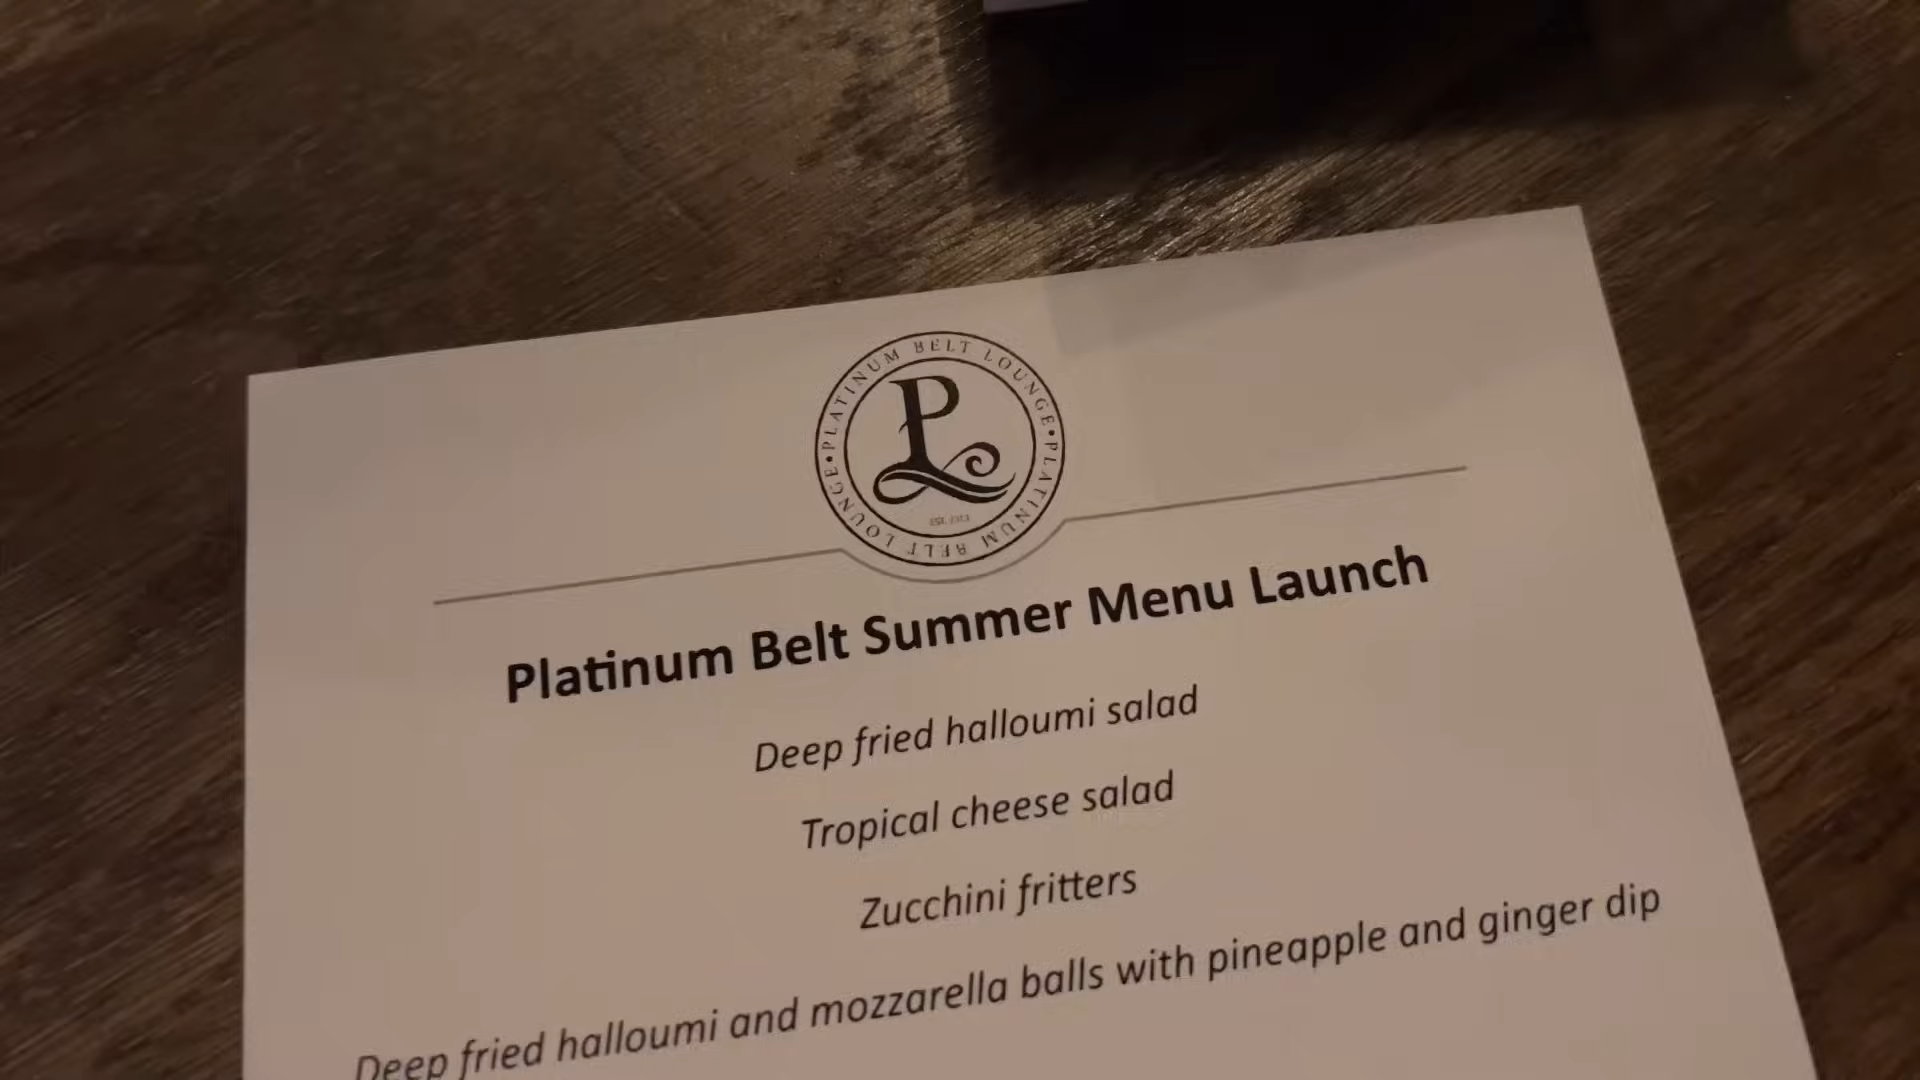 PLATINUM BELT LOUNGE • PLATINUM BELT LOUNGE •
P
Platinum Belt Summer Menu Launch
Deep fried halloumi salad
Tropical cheese salad
Zucchini fritters
Deep fried halloumi and mozzarella balls with pineapple and ginger dip